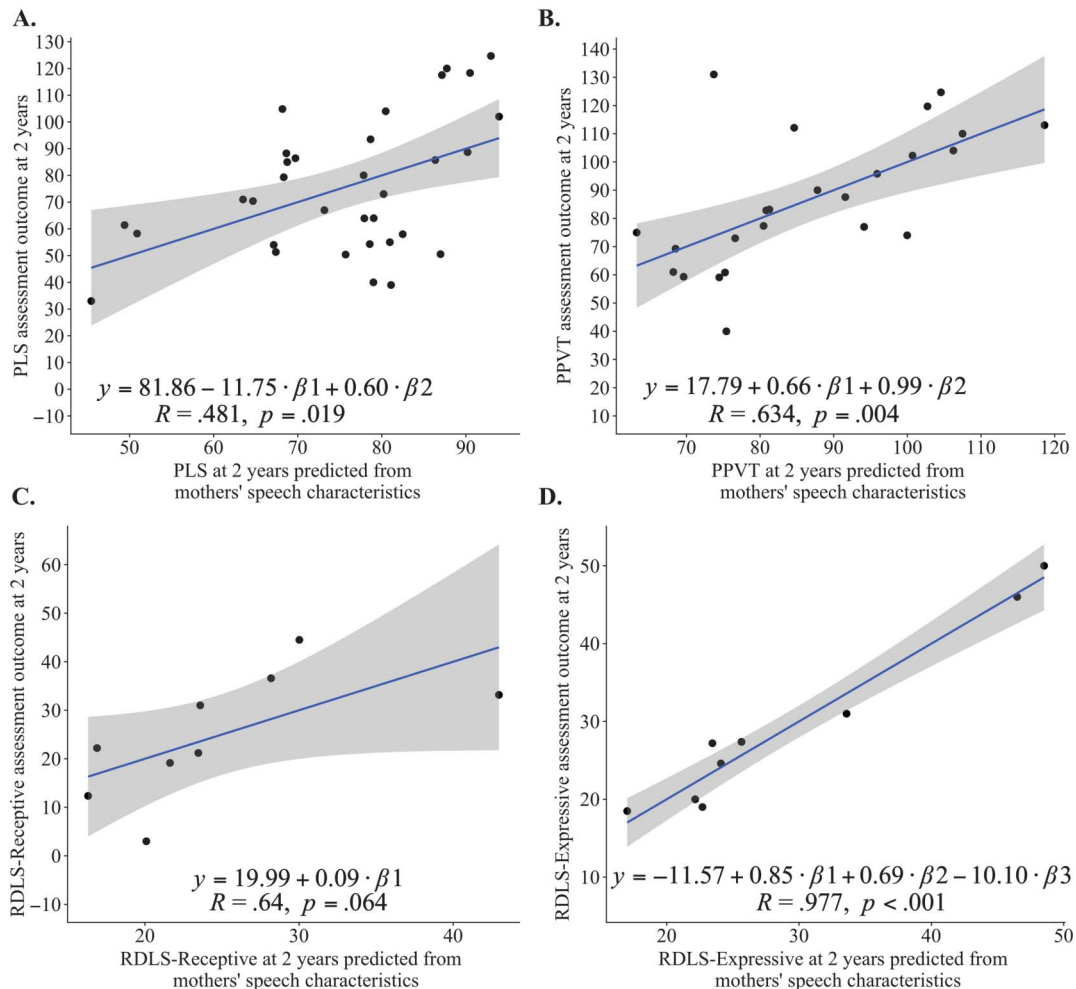 A.
PLS assessment outcome at 2 years
130
120
110
100
90
80
70
60
50
40
30
20
10
0
−10
y = 81.86 − 11.75 · β1 + 0.60 · β2
R = .481, p = .019
50 60 70 80 90
PLS at 2 years predicted from
mothers' speech characteristics
B.
PPVT assessment outcome at 2 years
140
130
120
110
100
90
80
70
60
50
40
30
20
10
y = 17.79 + 0.66 · β1 + 0.99 · β2
R = .634, p = .004
70 80 90 100 110 120
PPVT at 2 years predicted from
mothers' speech characteristics
C.
RDLS-Receptive assessment outcome at 2 years
60
50
40
30
20
10
0
−10
y = 19.99 + 0.09 · β1
R = .64, p = .064
20 30 40
RDLS-Receptive at 2 years predicted from
mothers' speech characteristics
D.
RDLS-Expressive assessment outcome at 2 years
50
40
30
20
10
y = −11.57 + 0.85 · β1 + 0.69 · β2 − 10.10 · β3
R = .977, p < .001
20 30 40 50
RDLS-Expressive at 2 years predicted from
mothers' speech characteristics